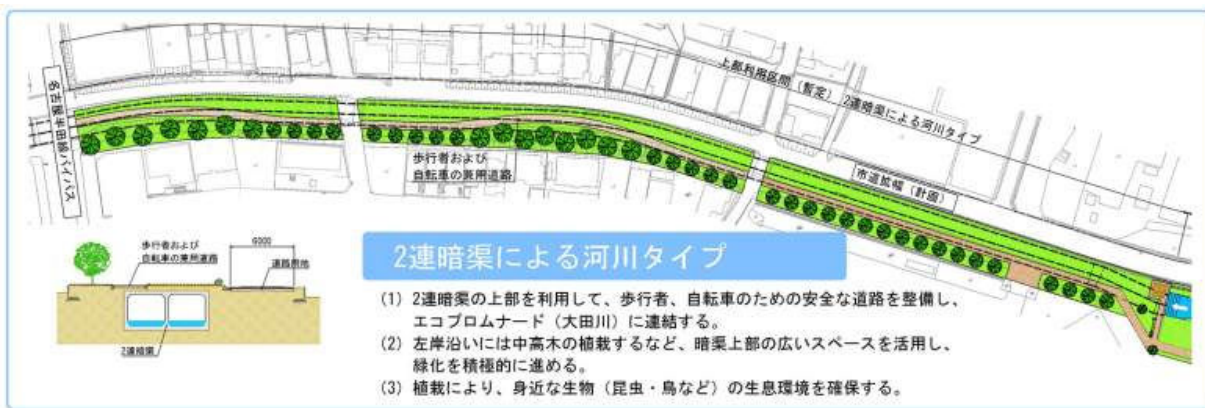 上部利用区間(暫定) 2連暗渠による河川タイプ
名古屋半田線バイパス
歩行者および
自転車の兼用道路
市道拡幅(計画)
歩行者および
自転車の兼用道路
6000
道路用地
2連暗渠
2連暗渠による河川タイプ
(1) 2連暗渠の上部を利用して、歩行者、自転車のための安全な道路を整備し、
エコプロムナード(大田川)に連結する。
(2) 左岸沿いには中高木の植栽するなど、暗渠上部の広いスペースを活用し、
緑化を積極的に進める。
(3) 植栽により、身近な生物(昆虫・鳥など)の生息環境を確保する。